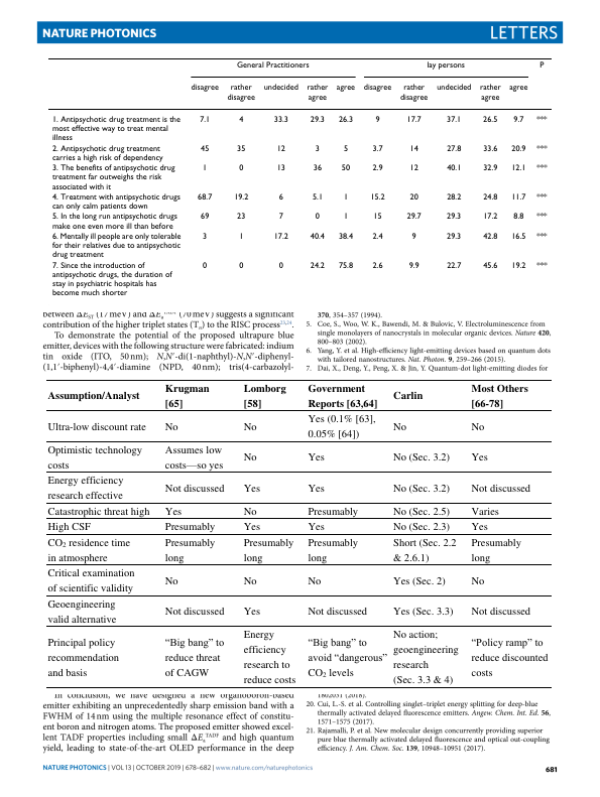 NATURE PHOTONICS LETTERS
General Practitioners lay persons P
disagree rather undecided rather agree disagree rather undecided rather agree
disagree agree disagree agree
1. Antipsychotic drug treatment is the 7.1 4 33.3 29.3 26.3 9 17.7 37.1 26.5 9.7 ***
most effective way to treat mental
illness
2. Antipsychotic drug treatment 45 35 12 3 5 3.7 14 27.8 33.6 20.9 ***
carries a high risk of dependency
3. The benefits of antipsychotic drug 1 0 13 36 50 2.9 12 40.1 32.9 12.1 ***
treatment far outweighs the risk
associated with it
4. Treatment with antipsychotic drugs 68.7 19.2 6 5.1 1 15.2 20 28.2 24.8 11.7 ***
can only calm patients down
5. In the long run antipsychotic drugs 69 23 7 0 1 15 29.7 29.3 17.2 8.8 ***
make one even more ill than before
6. Mentally ill people are only tolerable 3 1 17.2 40.4 38.4 2.4 9 29.3 42.8 16.5 ***
for their relatives due to antipsychotic
drug treatment
7. Since the introduction of 0 0 0 24.2 75.8 2.6 9.9 22.7 45.6 19.2 ***
antipsychotic drugs, the duration of
stay in psychiatric hospitals has
become much shorter
suggests a significant
contribution of the higher triplet states (Tn) to the RISC process
To demonstrate the potential of the proposed ultrapure blue
emitter, devices with the following structure were fabricated: indium
tin oxide (ITO, 50 nm); N,N′-di(1-naphthyl)-N,N′-diphenyl-
(1,1′-biphenyl)-4,4′-diamine (NPD, 40 nm); tris(4-carbazolyl-
370, 354–357 (1994).
5. Coe, S., Woo, W. K., Bawendi, M. & Bulovic, V. Electroluminescence from
single monolayers of nanocrystals in molecular organic devices. Nature 420,
800–803 (2002).
6. Yang, Y. et al. High-efficiency light-emitting devices based on quantum dots
with tailored nanostructures. Nat. Photon. 9, 259–266 (2015).
7. Dai, X., Deng, Y., Peng, X. & Jin, Y. Quantum-dot light-emitting diodes for
Assumption/Analyst Krugman Lomborg Government Carlin Most Others
[65] [58] Reports [63,64] [66-78]
Ultra-low discount rate No No Yes (0.1% [63], No No
0.05% [64])
Optimistic technology Assumes low No Yes No (Sec. 3.2) Yes
costs costs—so yes
Energy efficiency Not discussed Yes Yes No (Sec. 3.2) Not discussed
research effective
Catastrophic threat high Yes No Presumably No (Sec. 2.5) Varies
High CSF Presumably Yes Yes No (Sec. 2.3) Yes
CO2 residence time Presumably Presumably Presumably Short (Sec. 2.2 Presumably
in atmosphere long long long & 2.6.1) long
Critical examination No No No Yes (Sec. 2) No
of scientific validity
Geoengineering Not discussed Yes Not discussed Yes (Sec. 3.3) Not discussed
valid alternative
Principal policy "Big bang" to Energy "Big bang" to No action; "Policy ramp" to
recommendation reduce threat efficiency avoid "dangerous" geoengineering reduce discounted
and basis of CAGW research to CO2 levels research costs
reduce costs (Sec. 3.3 & 4)
In conclusion, we have designed a new organoboron-based
emitter exhibiting an unprecedentedly sharp emission band with a
FWHM of 14 nm using the multiple resonance effect of constitu-
ent boron and nitrogen atoms. The proposed emitter showed excel-
lent TADF properties including small and high quantum
yield, leading to state-of-the-art OLED performance in the deep
20. Cui, L.-S. et al. Controlling singlet–triplet energy splitting for deep-blue
thermally activated delayed fluorescence emitters. Angew. Chem. Int. Ed. 56,
1571–1575 (2017).
21. Rajamalli, P. et al. New molecular design concurrently providing superior
pure blue thermally activated delayed fluorescence and optical out-coupling
efficiency. J. Am. Chem. Soc. 139, 10948–10951 (2017).
NATURE PHOTONICS | VOL 13 | OCTOBER 2019 | 678–682 | www.nature.com/naturephotonics 681